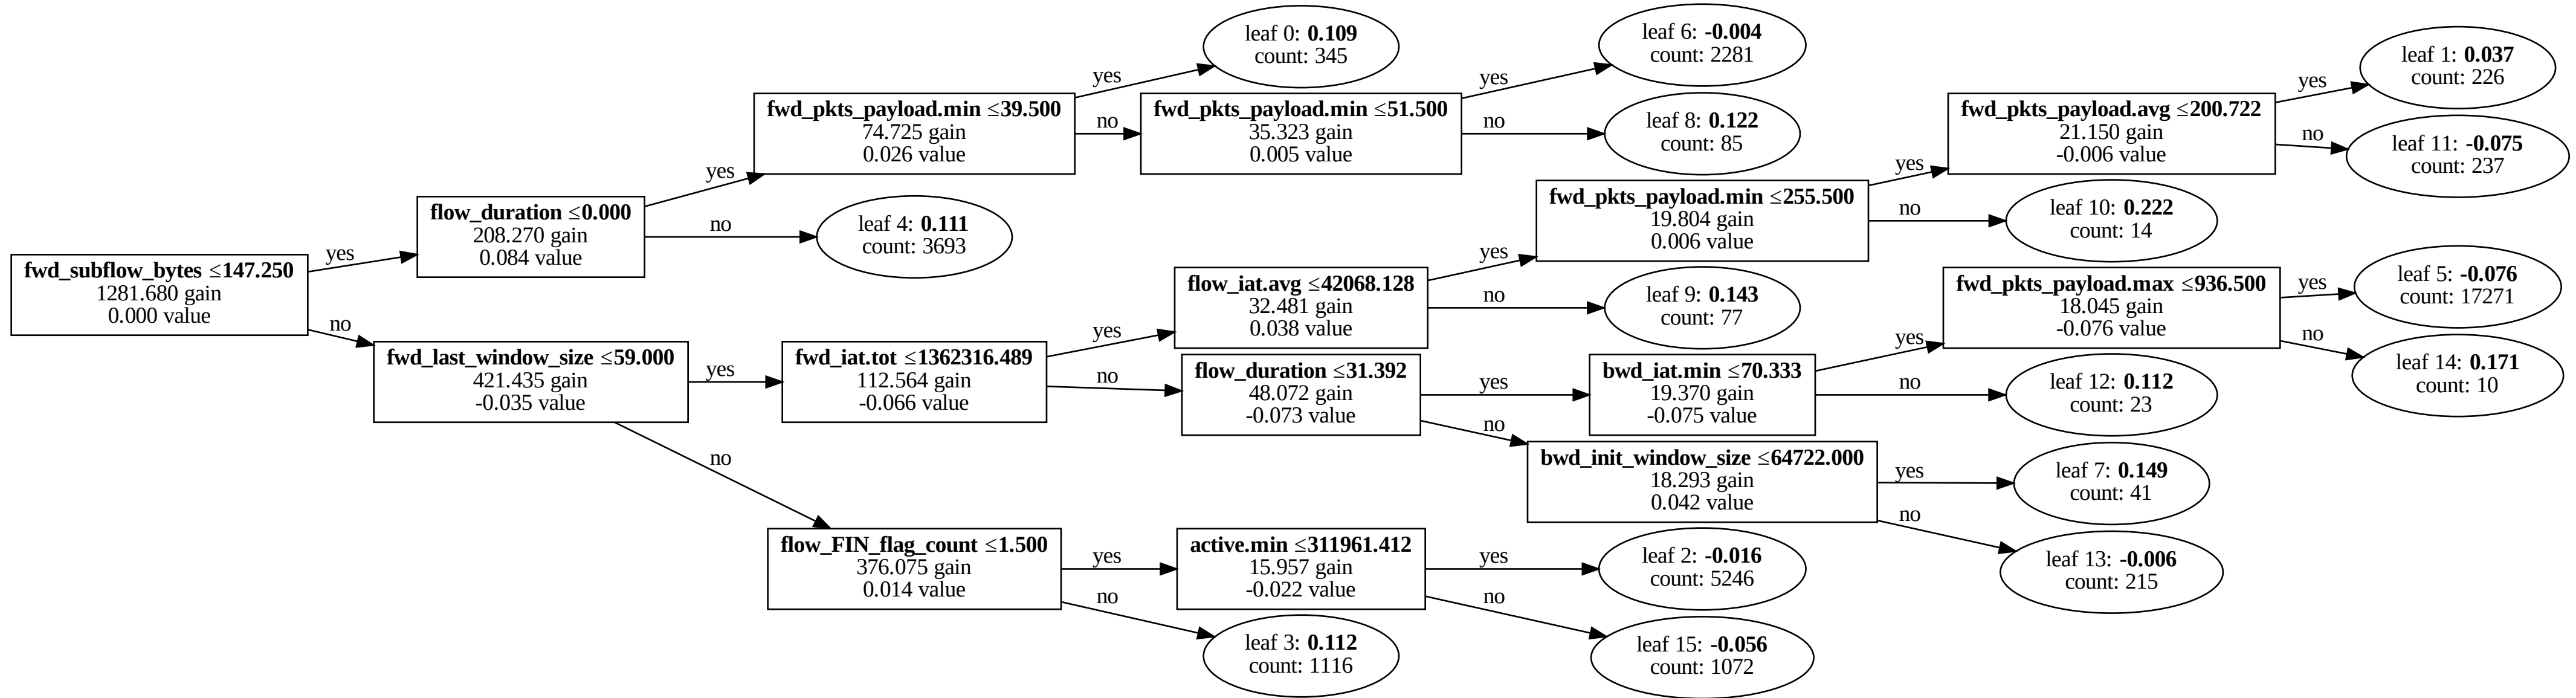 fwd_subflow_bytes ≤147.250
1281.680 gain
0.000 value
yes
no
flow_duration ≤0.000
208.270 gain
0.084 value
yes
no
fwd_last_window_size ≤59.000
421.435 gain
-0.035 value
yes
no
fwd_pkts_payload.min ≤39.500
74.725 gain
0.026 value
yes
no
leaf 4: 0.111
count: 3693
fwd_iat.tot ≤1362316.489
112.564 gain
-0.066 value
yes
no
flow_FIN_flag_count ≤1.500
376.075 gain
0.014 value
yes
no
leaf 0: 0.109
count: 345
fwd_pkts_payload.min ≤51.500
35.323 gain
0.005 value
yes
no
flow_iat.avg ≤42068.128
32.481 gain
0.038 value
yes
no
flow_duration ≤31.392
48.072 gain
-0.073 value
yes
no
active.min ≤311961.412
15.957 gain
-0.022 value
yes
no
leaf 3: 0.112
count: 1116
leaf 6: -0.004
count: 2281
leaf 8: 0.122
count: 85
fwd_pkts_payload.min ≤255.500
19.804 gain
0.006 value
yes
no
leaf 9: 0.143
count: 77
bwd_iat.min ≤70.333
19.370 gain
-0.075 value
yes
no
bwd_init_window_size ≤64722.000
18.293 gain
0.042 value
yes
no
leaf 2: -0.016
count: 5246
leaf 15: -0.056
count: 1072
fwd_pkts_payload.avg ≤200.722
21.150 gain
-0.006 value
yes
no
leaf 10: 0.222
count: 14
fwd_pkts_payload.max ≤936.500
18.045 gain
-0.076 value
yes
no
leaf 12: 0.112
count: 23
leaf 7: 0.149
count: 41
leaf 13: -0.006
count: 215
leaf 1: 0.037
count: 226
leaf 11: -0.075
count: 237
leaf 5: -0.076
count: 17271
leaf 14: 0.171
count: 10